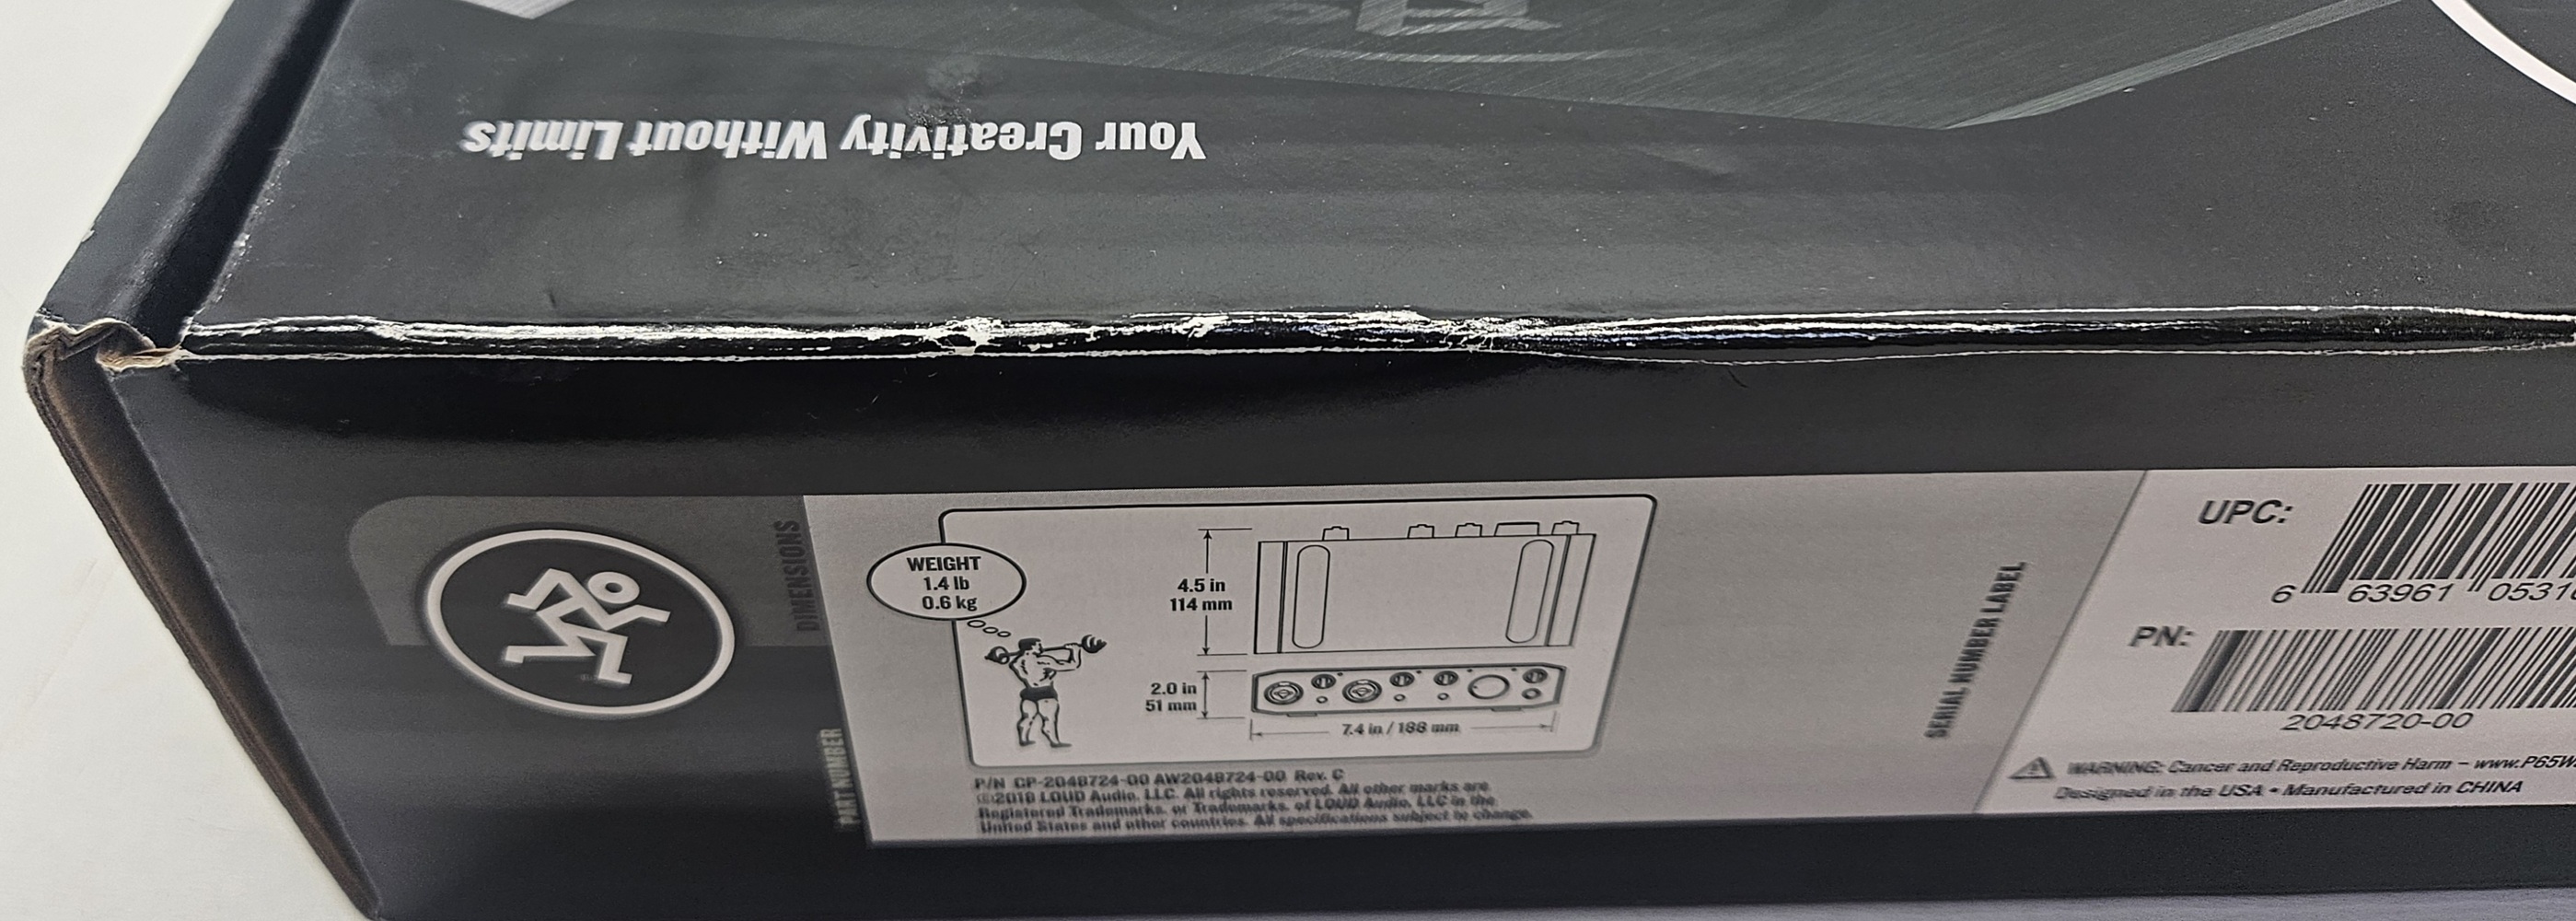 Your Creativity Without Limits
DIMENSIONS
WEIGHT
1.4 lb
0.6 kg
4.5 in
114 mm
2.0 in
51 mm
7.4 in / 188 mm
PART NUMBER
P/N CP-2048724-00 AW2048724-00 Rev. C
©2018 LOUD Audio, LLC. All rights reserved. All other marks are
Registered Trademarks, or Trademarks, of LOUD Audio, LLC in the
United States and other countries. All specifications subject to change.
SERIAL NUMBER LABEL
UPC:
6 63961 0531
PN:
2048720-00
WARNING: Cancer and Reproductive Harm – www.P65W
Designed in the USA • Manufactured in CHINA